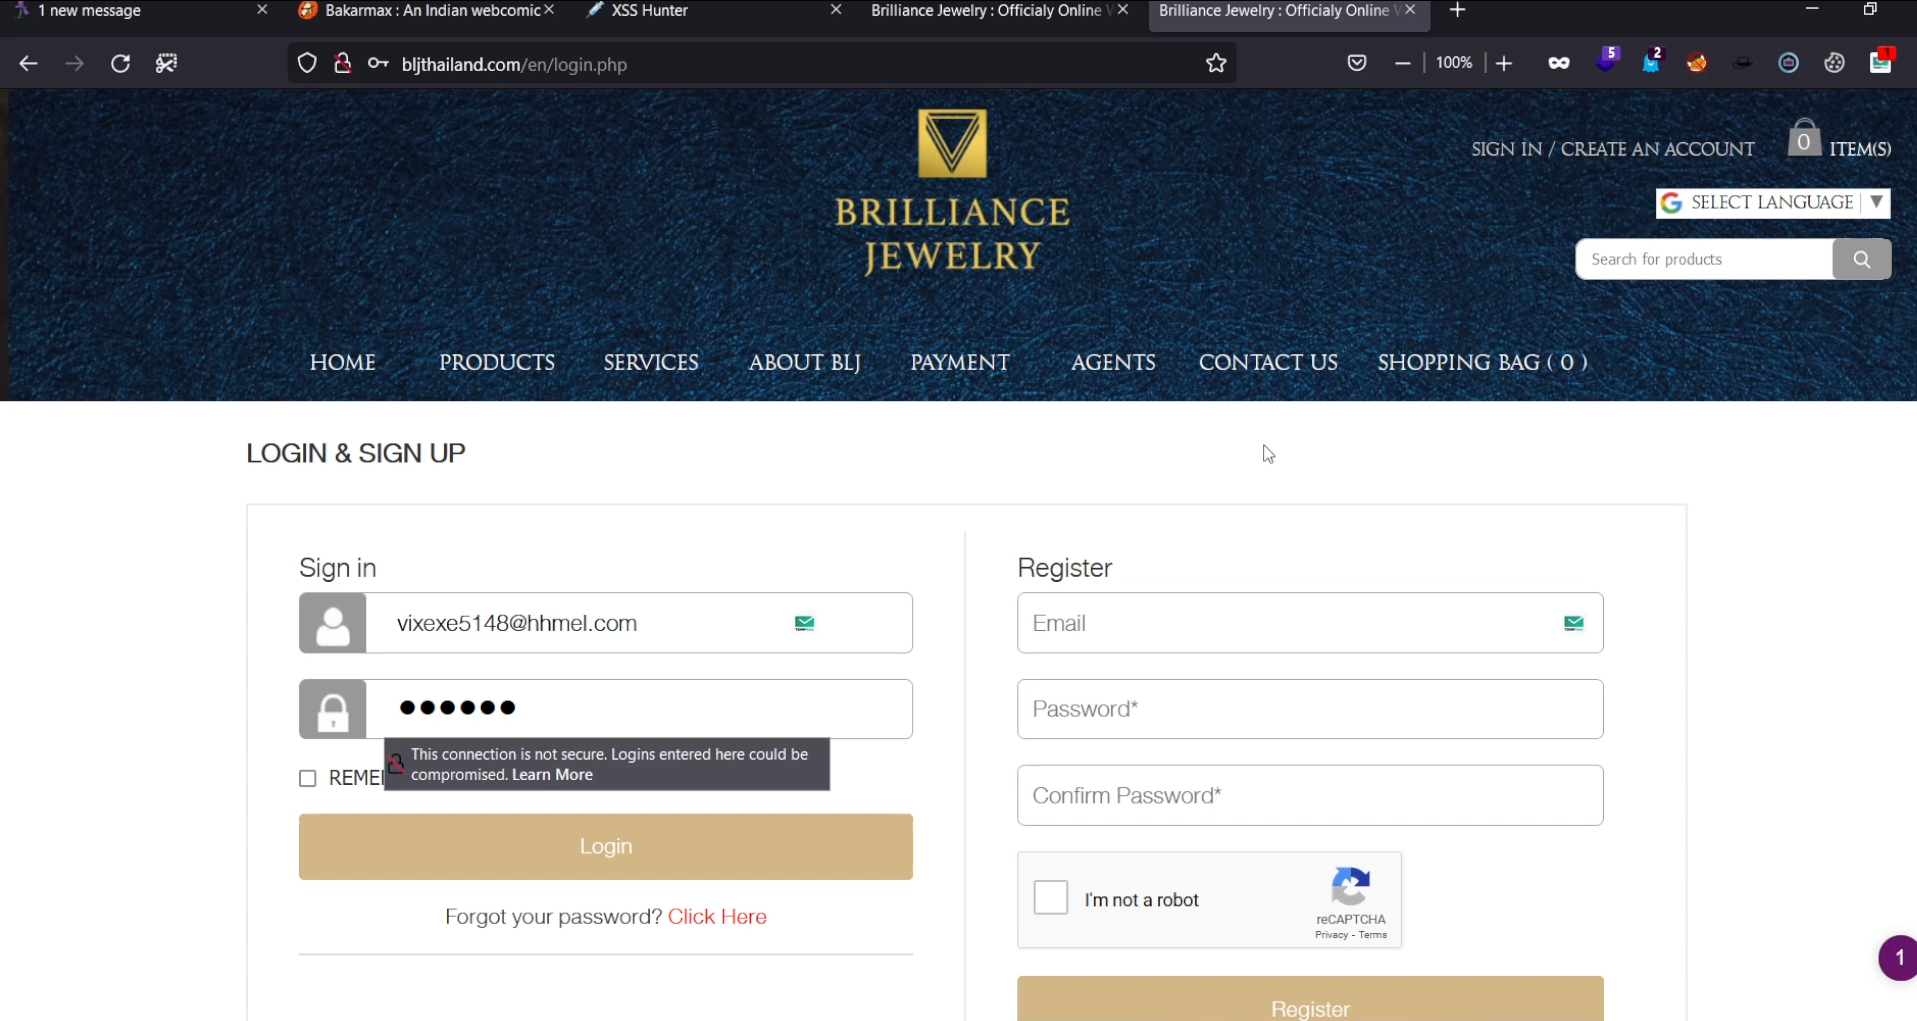 1 new message
Bakarmax : An Indian webcomic
XSS Hunter
Brilliance Jewelry : Officialy Online
Brilliance Jewelry : Officialy Online
bljthailand.com/en/login.php
100%
5
2
1
BRILLIANCE
JEWELRY
SIGN IN / CREATE AN ACCOUNT
0
ITEM(S)
SELECT LANGUAGE ▼
Search for products
HOME PRODUCTS SERVICES ABOUT BLJ PAYMENT AGENTS CONTACT US SHOPPING BAG ( 0 )
LOGIN & SIGN UP
Sign in
vixexe5148@hhmel.com
This connection is not secure. Logins entered here could be
compromised. Learn More
REME
Login
Forgot your password? Click Here
Register
Email
Password*
Confirm Password*
I'm not a robot
reCAPTCHA
Privacy - Terms
Register
1